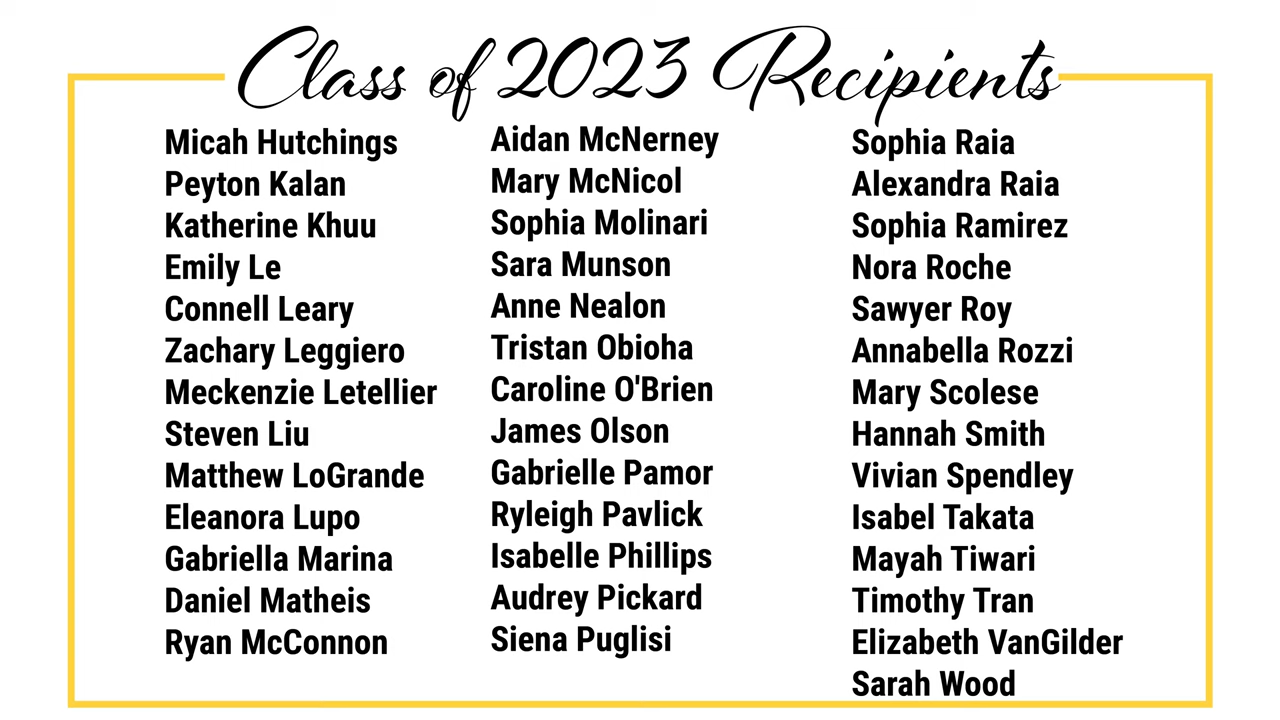 Class of 2023 Recipients
Micah Hutchings
Peyton Kalan
Katherine Khuu
Emily Le
Connell Leary
Zachary Leggiero
Meckenzie Letellier
Steven Liu
Matthew LoGrande
Eleanora Lupo
Gabriella Marina
Daniel Matheis
Ryan McConnon
Aidan McNerney
Mary McNicol
Sophia Molinari
Sara Munson
Anne Nealon
Tristan Obioha
Caroline O'Brien
James Olson
Gabrielle Pamor
Ryleigh Pavlick
Isabelle Phillips
Audrey Pickard
Siena Puglisi
Sophia Raia
Alexandra Raia
Sophia Ramirez
Nora Roche
Sawyer Roy
Annabella Rozzi
Mary Scolese
Hannah Smith
Vivian Spendley
Isabel Takata
Mayah Tiwari
Timothy Tran
Elizabeth VanGilder
Sarah Wood